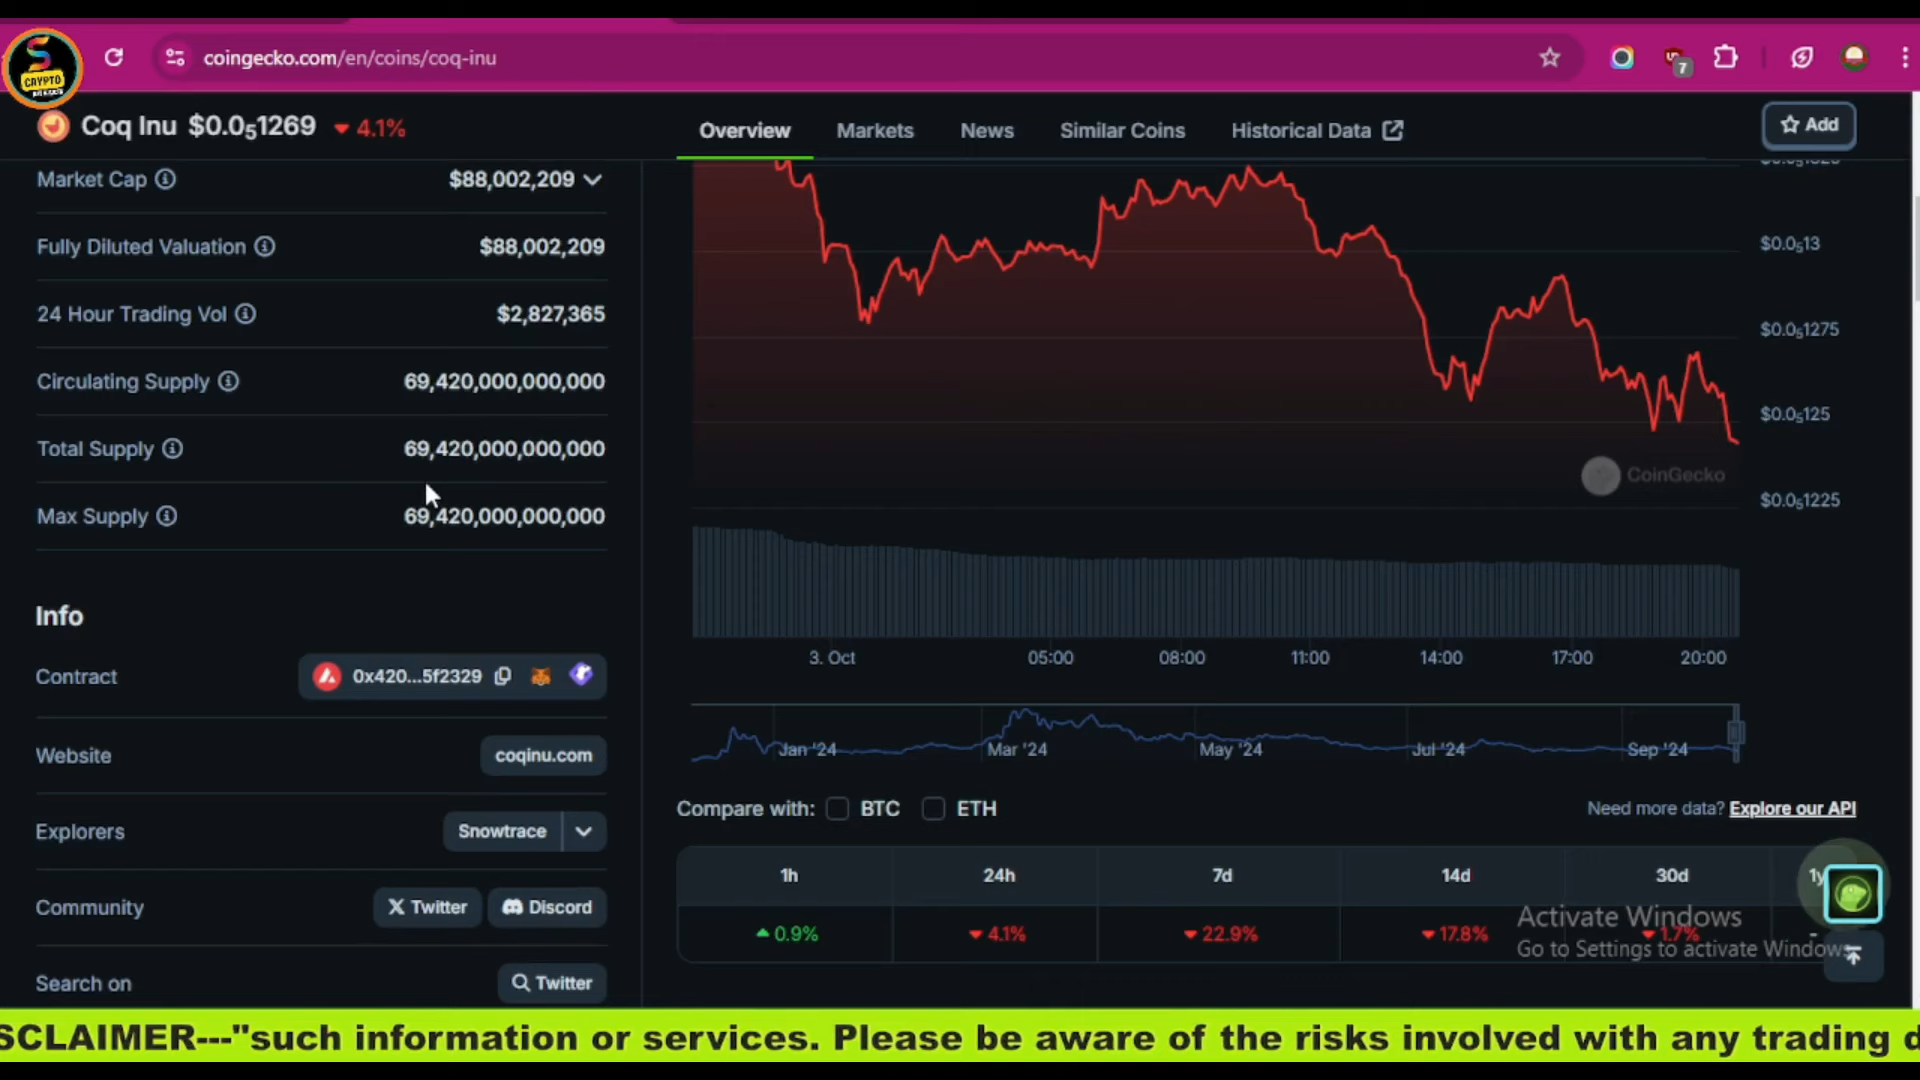 CRYPTO
coingecko.com/en/coins/coq-inu
7
Coq Inu $0.0₅1269 4.1%
Overview Markets News Similar Coins Historical Data
Add
Market Cap $88,002,209
Fully Diluted Valuation $88,002,209
24 Hour Trading Vol $2,827,365
Circulating Supply 69,420,000,000,000
Total Supply 69,420,000,000,000
Max Supply 69,420,000,000,000
Info
Contract 0x420...5f2329
Website coqinu.com
Explorers Snowtrace
Community Twitter Discord
Search on Twitter
$0.0₅13
$0.0₅1275
$0.0₅125
$0.0₅1225
CoinGecko
3. Oct 05:00 08:00 11:00 14:00 17:00 20:00
Jan '24 Mar '24 May '24 Jul '24 Sep '24
Compare with: BTC ETH
Need more data? Explore our API
1h 24h 7d 14d 30d 1y
0.9% 4.1% 22.9% 17.8% 1.7%
Activate Windows
Go to Settings to activate Windows.
SCLAIMER---"such information or services. Please be aware of the risks involved with any trading d